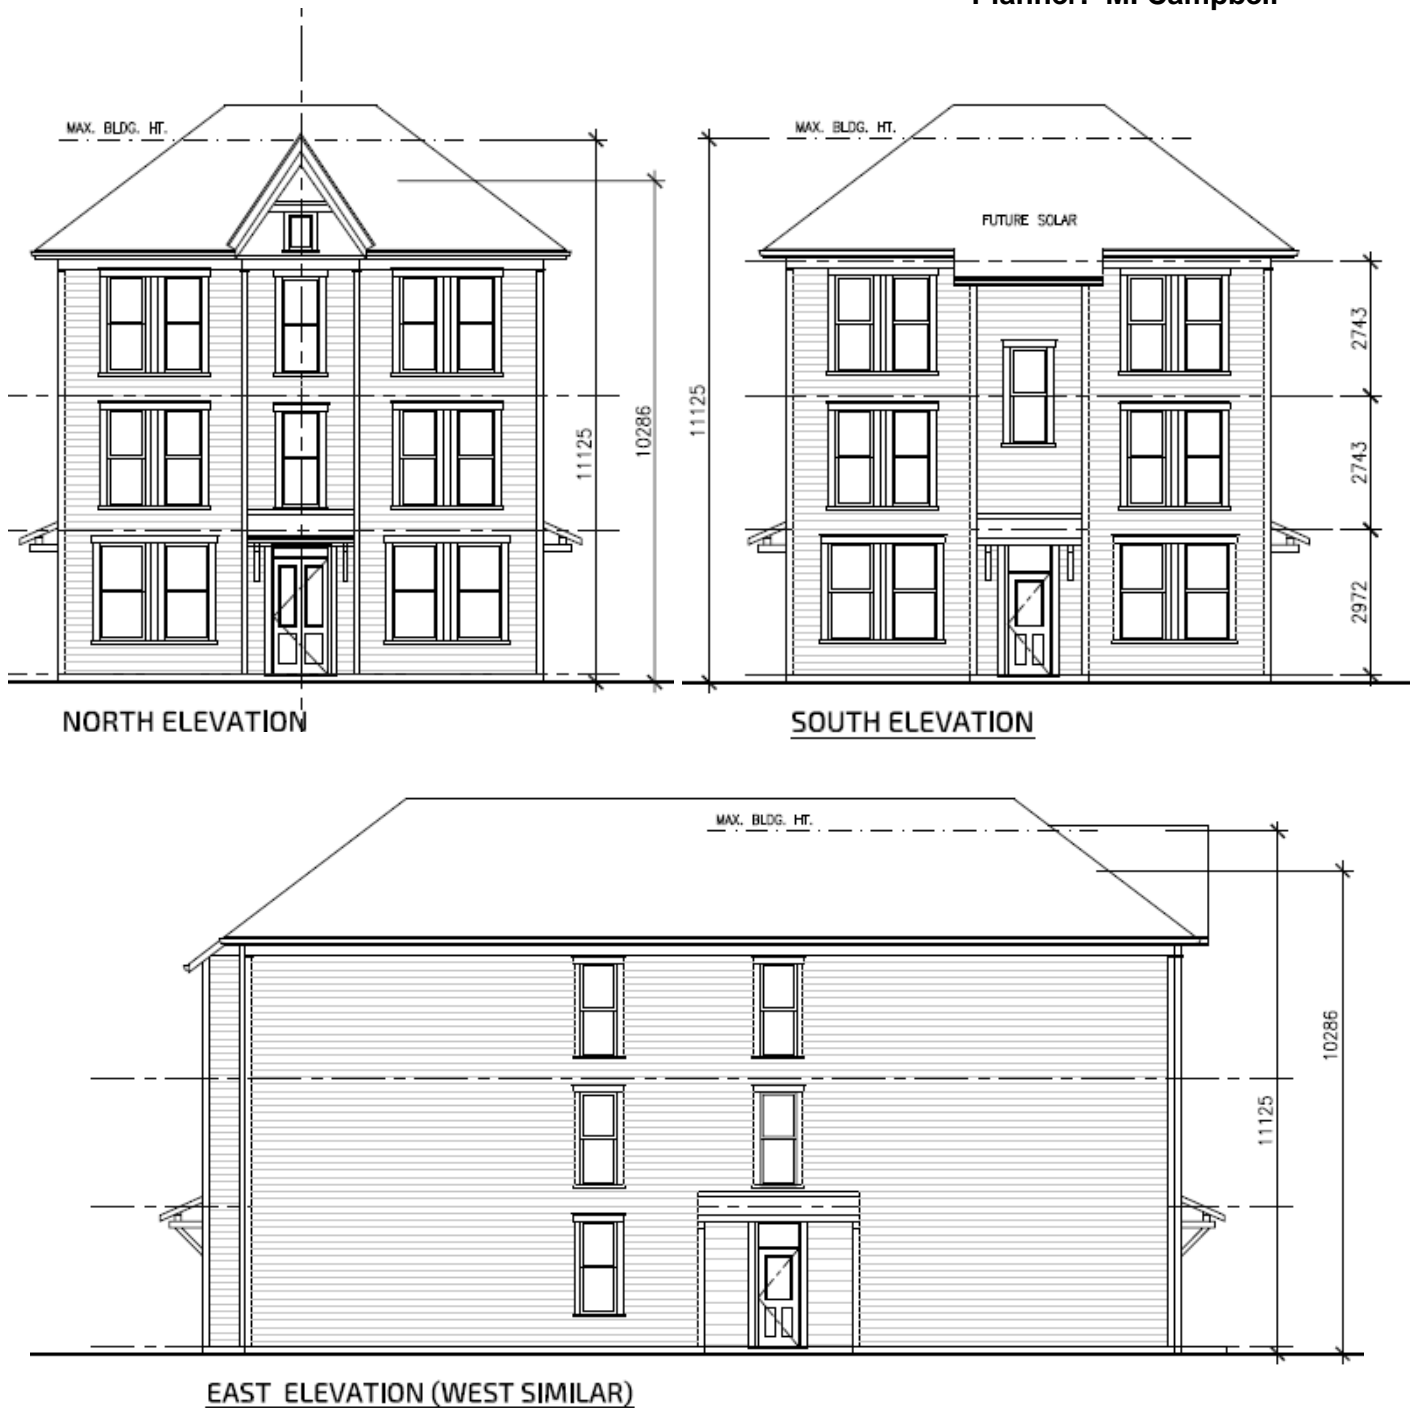 Planner: M. Campbell
MAX. BLDG. HT.
11125
10286
NORTH ELEVATION
MAX. BLDG. HT.
FUTURE SOLAR
11125
2743
2743
2972
SOUTH ELEVATION
MAX. BLDG. HT.
11125
10286
EAST ELEVATION (WEST SIMILAR)